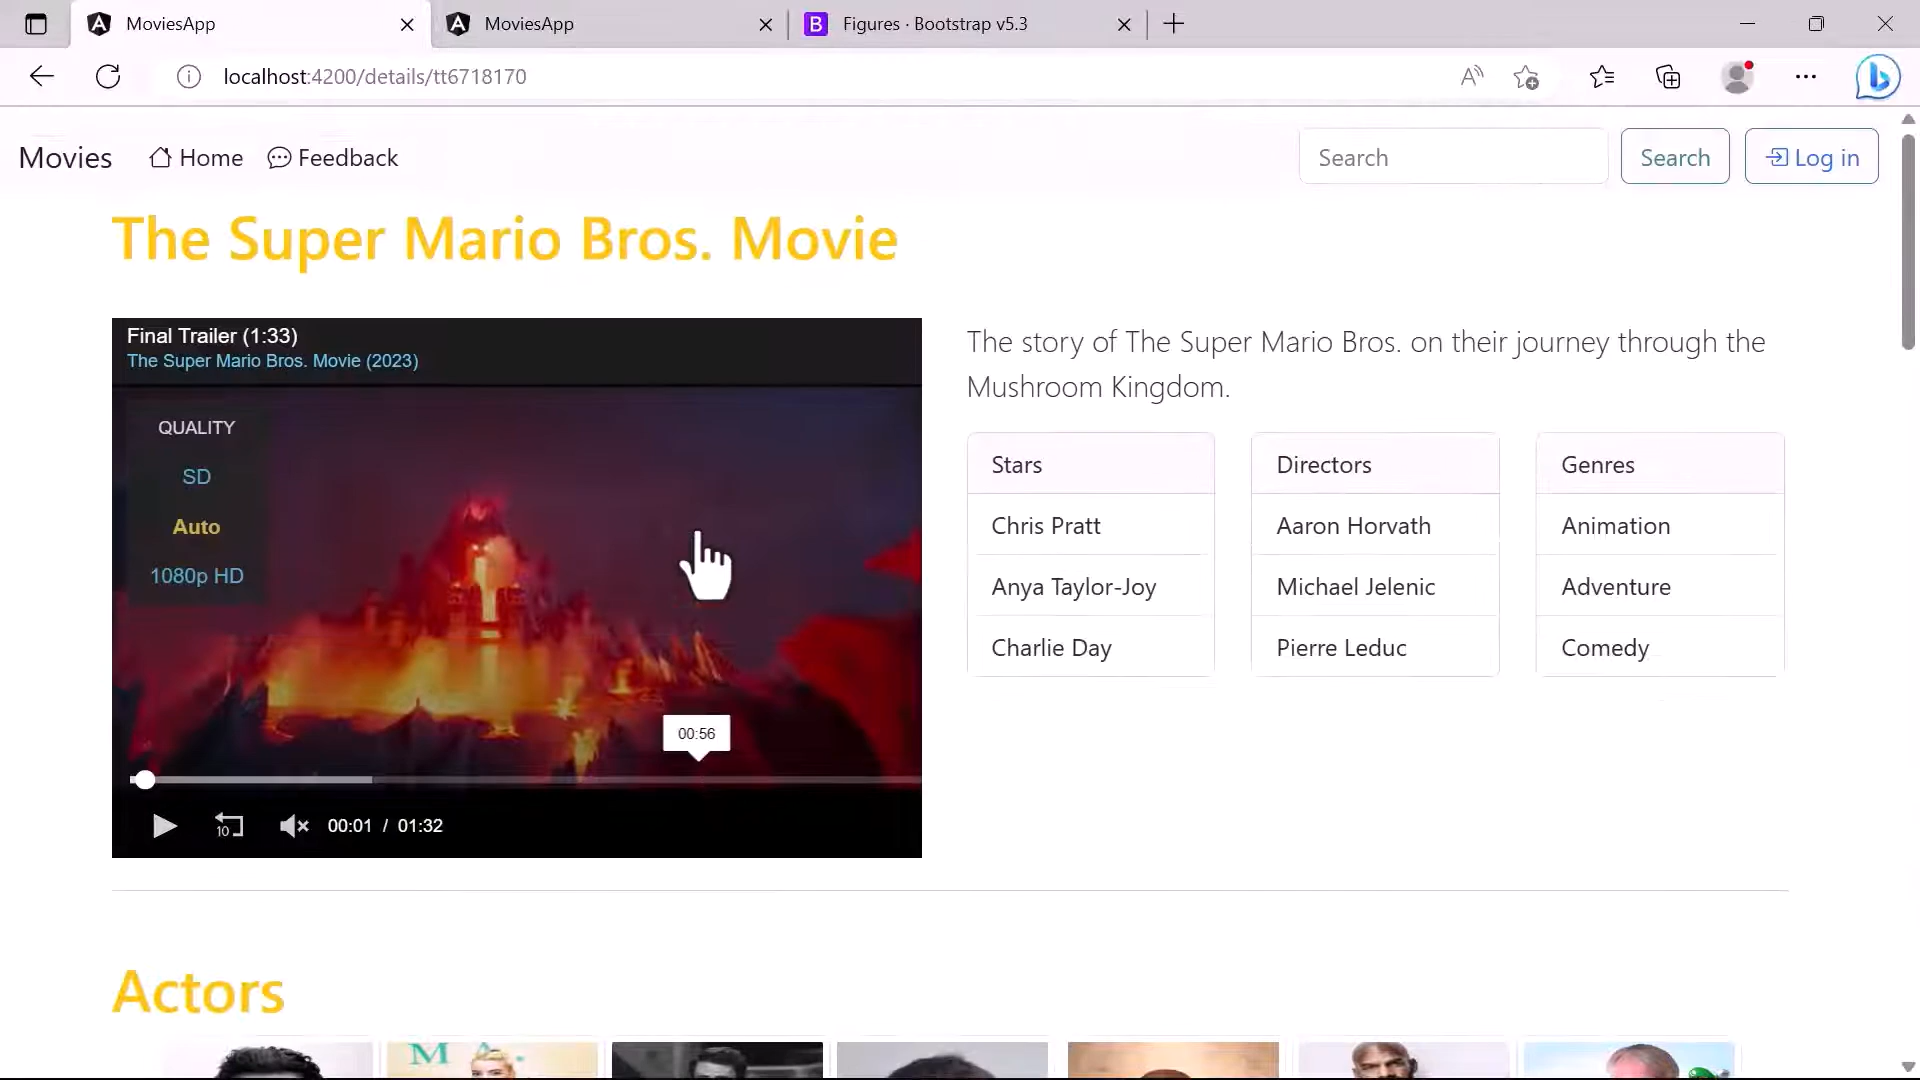 MoviesApp
MoviesApp
Figures · Bootstrap v5.3
localhost:4200/details/tt6718170
Movies
Home
Feedback
Search
Search
Log in
The Super Mario Bros. Movie
Final Trailer (1:33)
The Super Mario Bros. Movie (2023)
QUALITY
SD
Auto
1080p HD
00:56
10
00:01 / 01:32
The story of The Super Mario Bros. on their journey through the
Mushroom Kingdom.
Stars
Chris Pratt
Anya Taylor-Joy
Charlie Day
Directors
Aaron Horvath
Michael Jelenic
Pierre Leduc
Genres
Animation
Adventure
Comedy
Actors